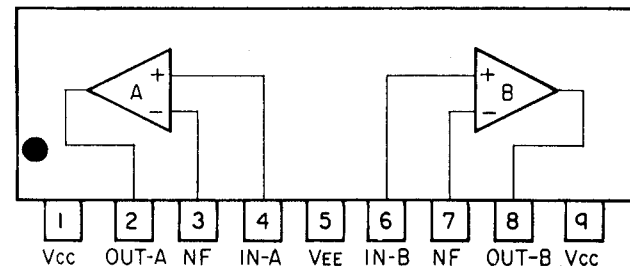 + A −
+ B −
1 2 3 4 5 6 7 8 9
Vcc OUT-A NF IN-A VEE IN-B NF OUT-B Vcc